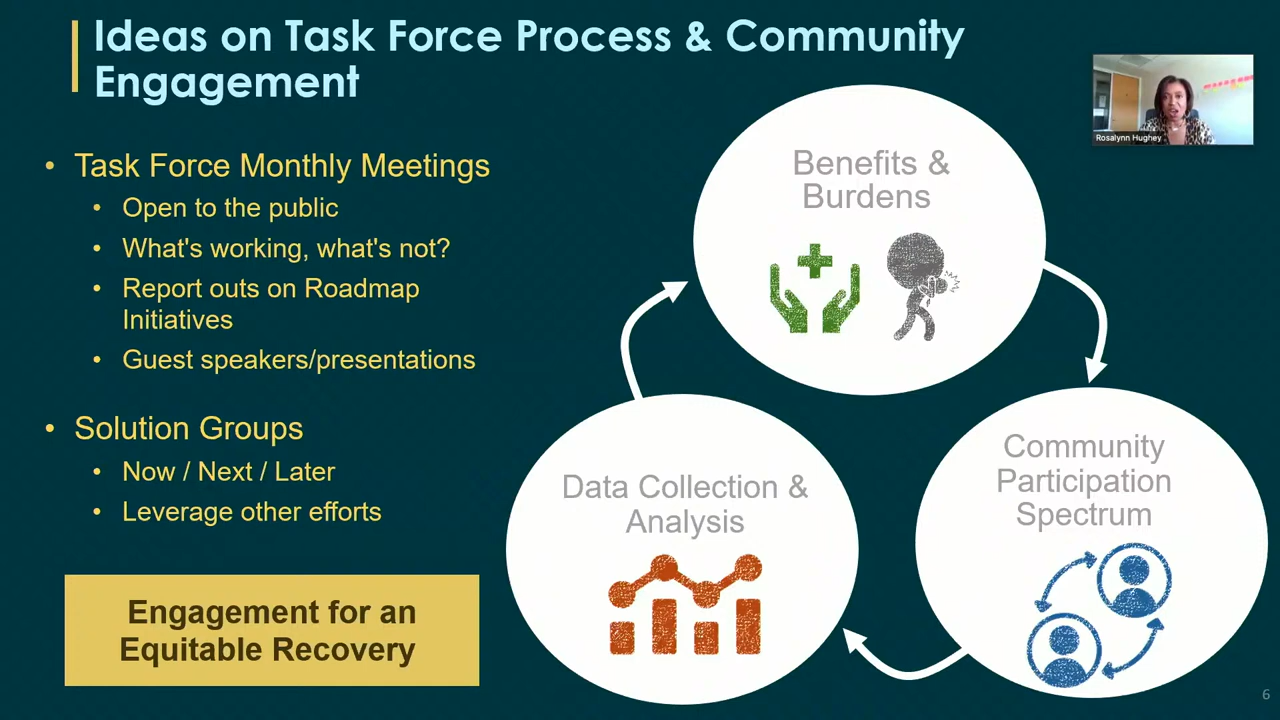 Ideas on Task Force Process & Community
Engagement
Rosalynn Hughey
• Task Force Monthly Meetings
• Open to the public
• What's working, what's not?
• Report outs on Roadmap
Initiatives
• Guest speakers/presentations
• Solution Groups
• Now / Next / Later
• Leverage other efforts
Engagement for an
Equitable Recovery
Benefits &
Burdens
Community
Participation
Spectrum
Data Collection &
Analysis
6